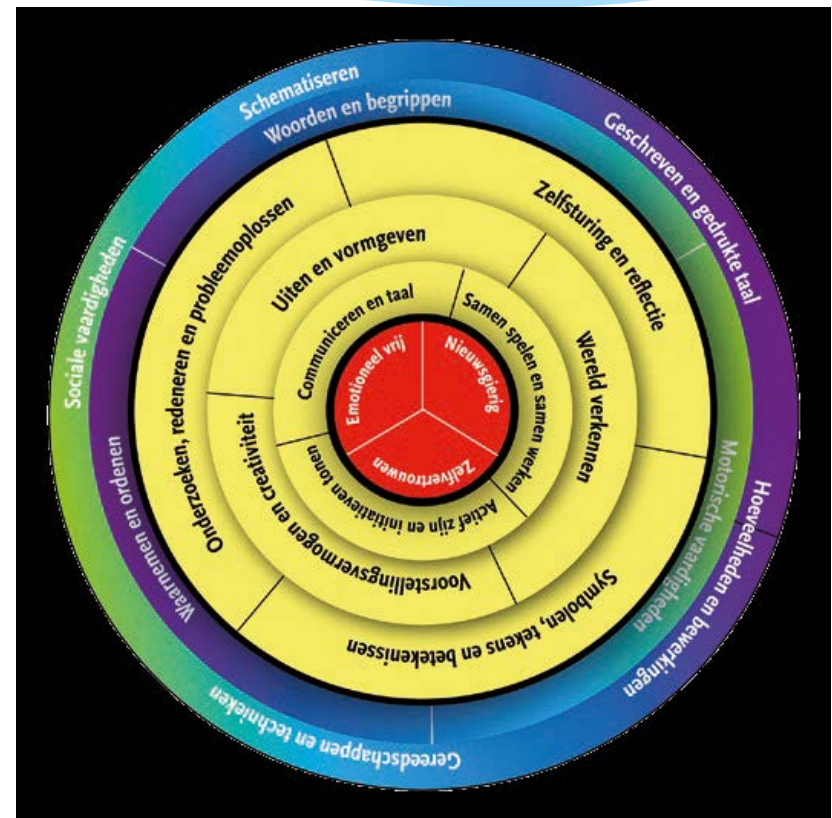 Schematiseren
Woorden en begrippen
Geschreven en gedrukte taal
Sociale vaardigheden
Onderzoeken, redeneren en probleemoplossen
Zelfsturing en reflectie
Uiten en vormgeven
Communiceren en taal
Samen spelen en samen werken
Wereld verkennen
Emotioneel vrij
Nieuwsgierig
Zelfvertrouwen
Actief zijn en initiatieven tonen
Voorstellingsvermogen en creativiteit
Symbolen, tekens en betekenissen
Waarnemen en ordenen
Motorische vaardigheden
Hoeveelheden en bewerkingen
Gereedschappen en technieken